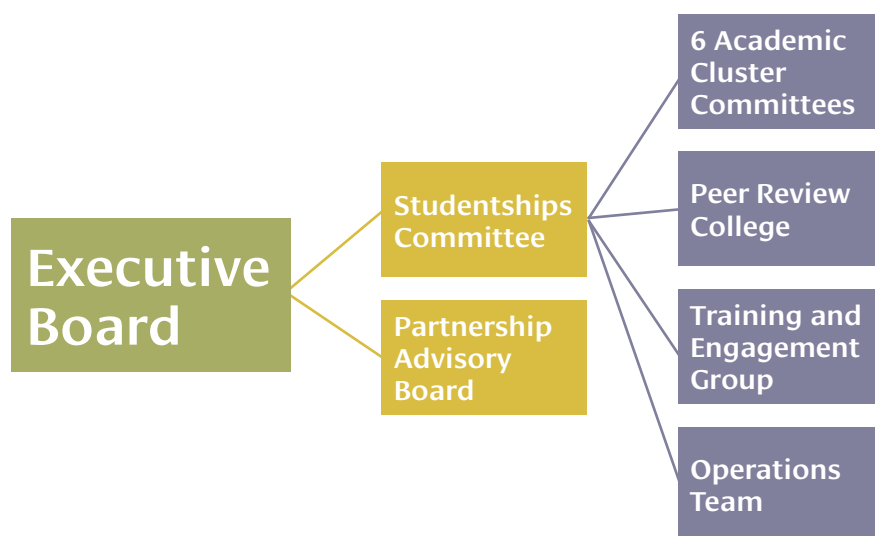 Executive
Board
Studentships
Committee
Partnership
Advisory
Board
6 Academic
Cluster
Committees
Peer Review
College
Training and
Engagement
Group
Operations
Team